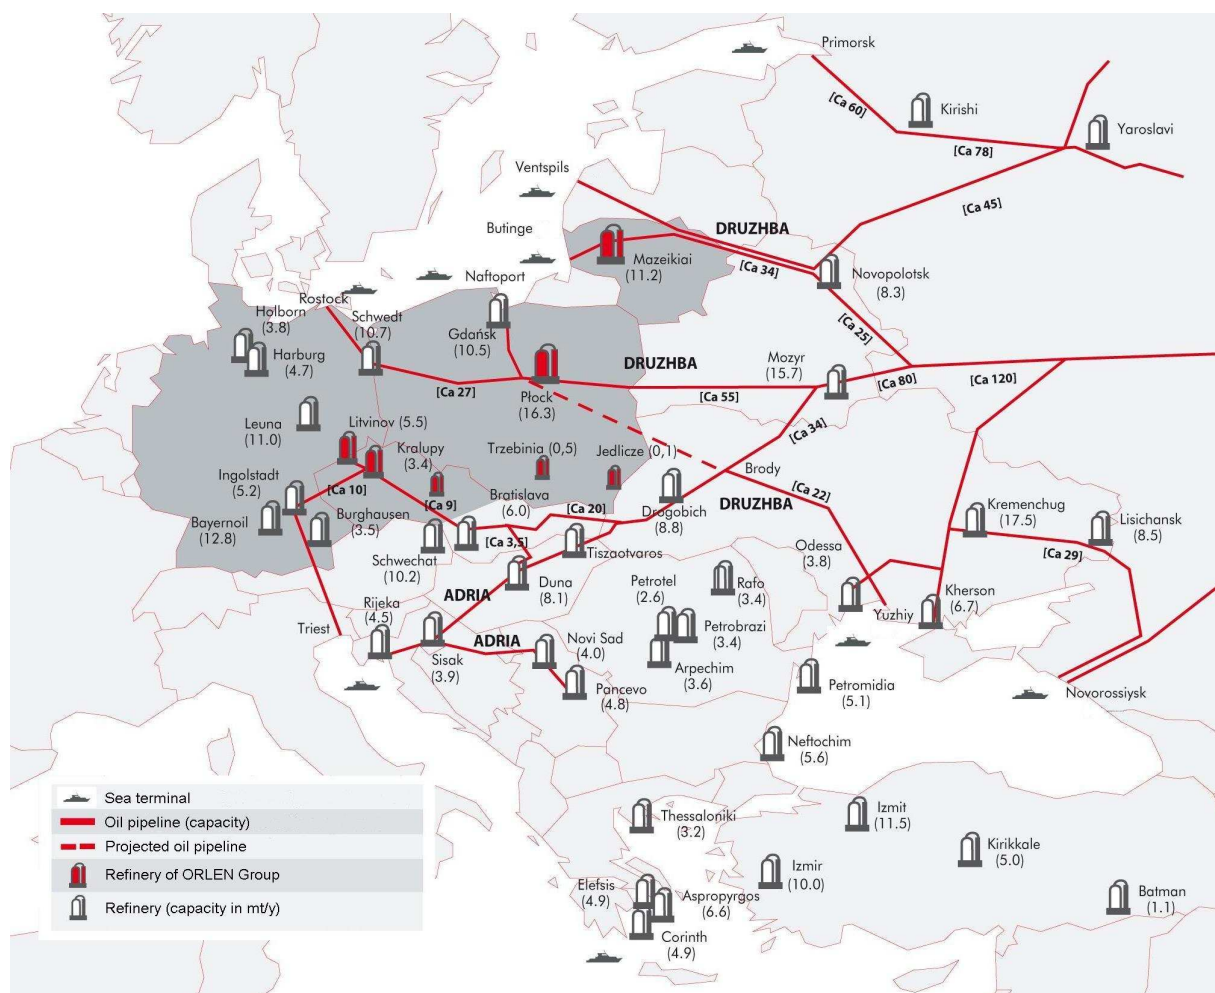 Primorsk
[Ca 60]
Kirishi
Yaroslavi
[Ca 78]
Ventspils
[Ca 45]
Butinge
DRUZHBA
Mazeikiai
(11.2)
[Ca 34]
Novopolotsk
(8.3)
Naftoport
Rostock
Holborn
(3.8)
Schwedt
(10.7)
Gdańsk
(10.5)
[Ca 25]
Harburg
(4.7)
DRUZHBA
Mozyr
(15.7)
[Ca 80]
[Ca 120]
[Ca 27]
Płock
(16.3)
[Ca 55]
Leuna
(11.0)
Litvinov (5.5)
[Ca 34]
Kralupy
(3.4)
Trzebinia (0,5)
Jedlicze (0,1)
Brody
Ingolstadt
(5.2)
[Ca 10]
[Ca 9]
Bratislava
(6.0)
[Ca 20]
[Ca 22]
DRUZHBA
Drogobich
(8.8)
Kremenchug
(17.5)
Lisichansk
(8.5)
Bayernoil
(12.8)
Burghausen
(3.5)
[Ca 3,5]
Tiszaotvaros
Odessa
(3.8)
[Ca 29]
Schwechat
(10.2)
ADRIA
Duna
(8.1)
Petrotel
(2.6)
Rafo
(3.4)
Kherson
(6.7)
Yuzhiy
Triest
Rijeka
(4.5)
ADRIA
Sisak
(3.9)
Novi Sad
(4.0)
Petrobrazi
(3.4)
Arpechim
(3.6)
Pancevo
(4.8)
Petromidia
(5.1)
Novorossiysk
Neftochim
(5.6)
Thessaloniki
(3.2)
Izmit
(11.5)
Kirikkale
(5.0)
Izmir
(10.0)
Batman
(1.1)
Elefsis
(4.9)
Aspropyrgos
(6.6)
Corinth
(4.9)
Sea terminal
Oil pipeline (capacity)
Projected oil pipeline
Refinery of ORLEN Group
Refinery (capacity in mt/y)